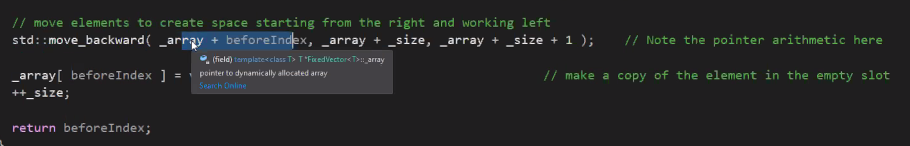 // move elements to create space starting from the right and working left
std::move_backward( _array + beforeIndex, _array + _size, _array + _size + 1 );    // Note the pointer arithmetic here
(field) template<class T> T *FixedVector<T>::_array
pointer to dynamically allocated array
Search Online
_array[ beforeIndex ] =    // make a copy of the element in the empty slot
++_size;
return beforeIndex;